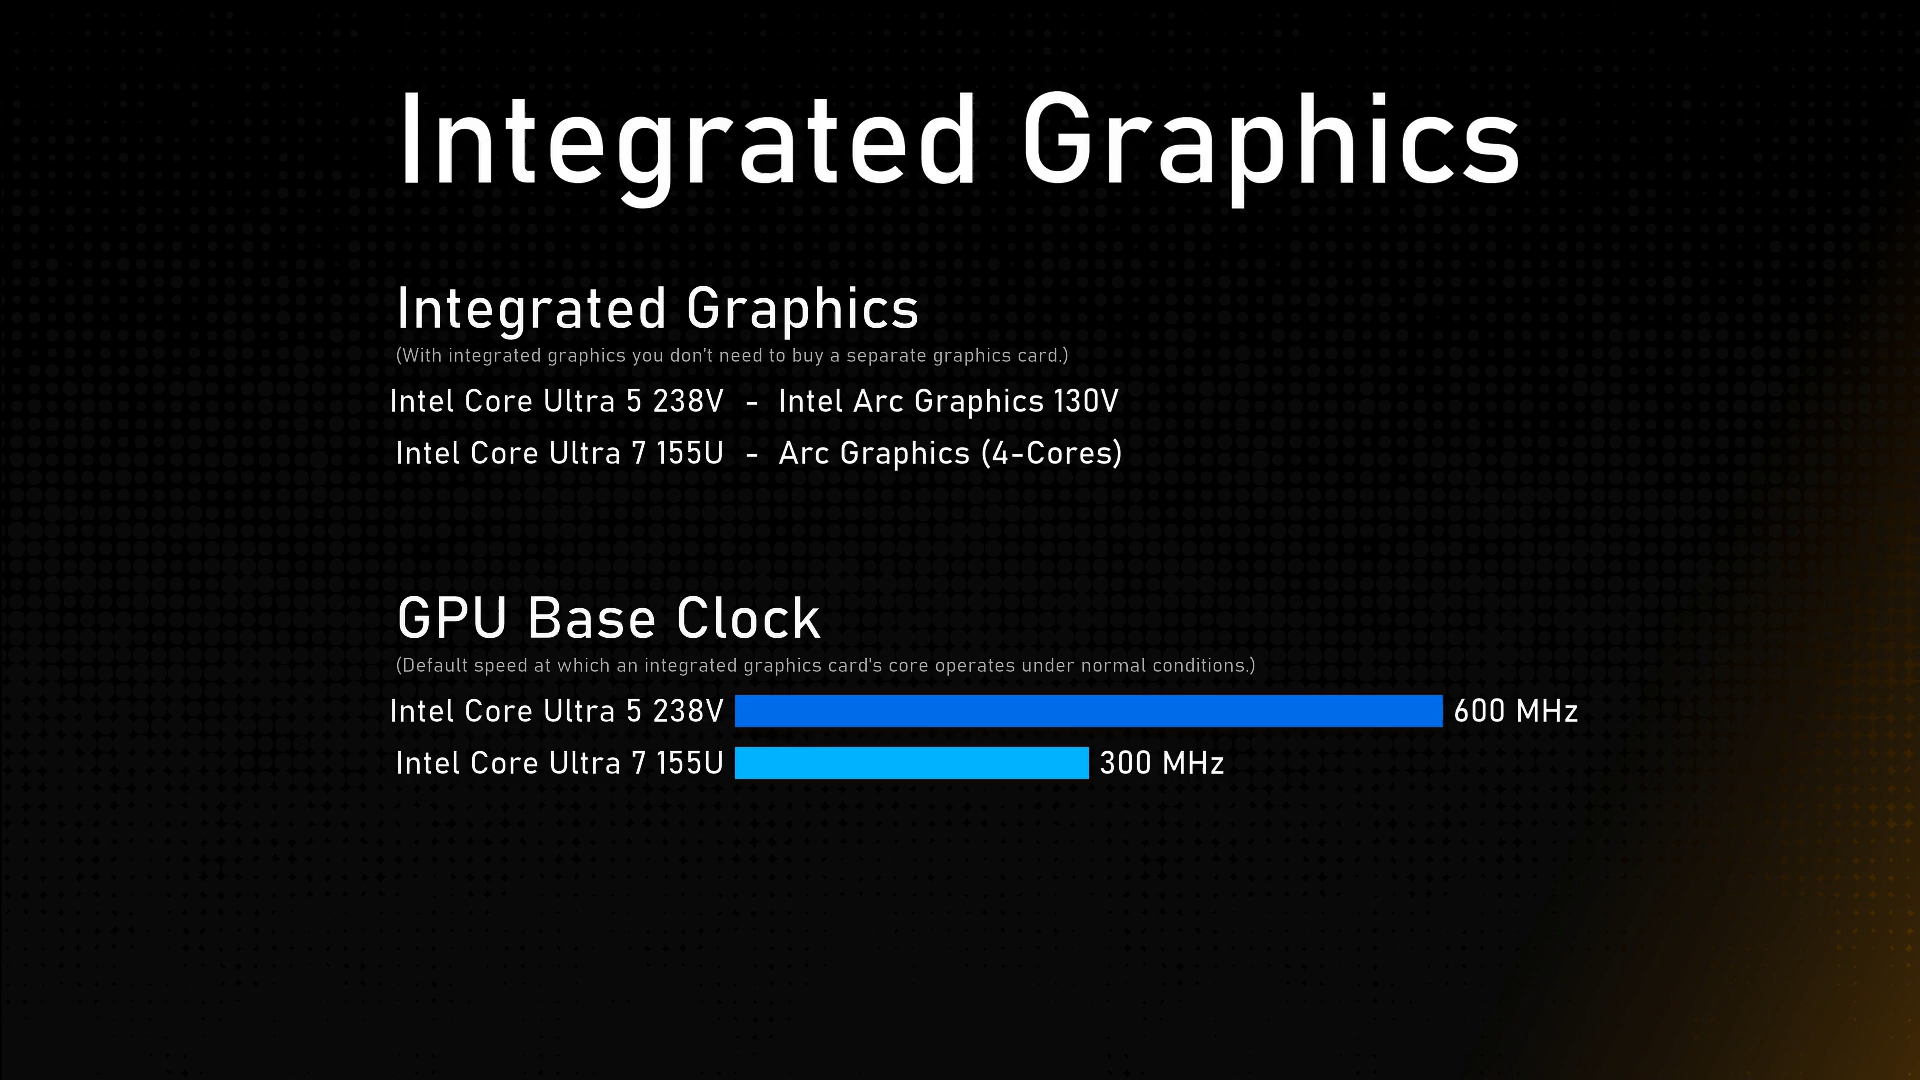 Integrated Graphics
Integrated Graphics
(With integrated graphics you don't need to buy a separate graphics card.)
Intel Core Ultra 5 238V - Intel Arc Graphics 130V
Intel Core Ultra 7 155U - Arc Graphics (4-Cores)
GPU Base Clock
(Default speed at which an integrated graphics card's core operates under normal conditions.)
Intel Core Ultra 5 238V 600 MHz
Intel Core Ultra 7 155U 300 MHz